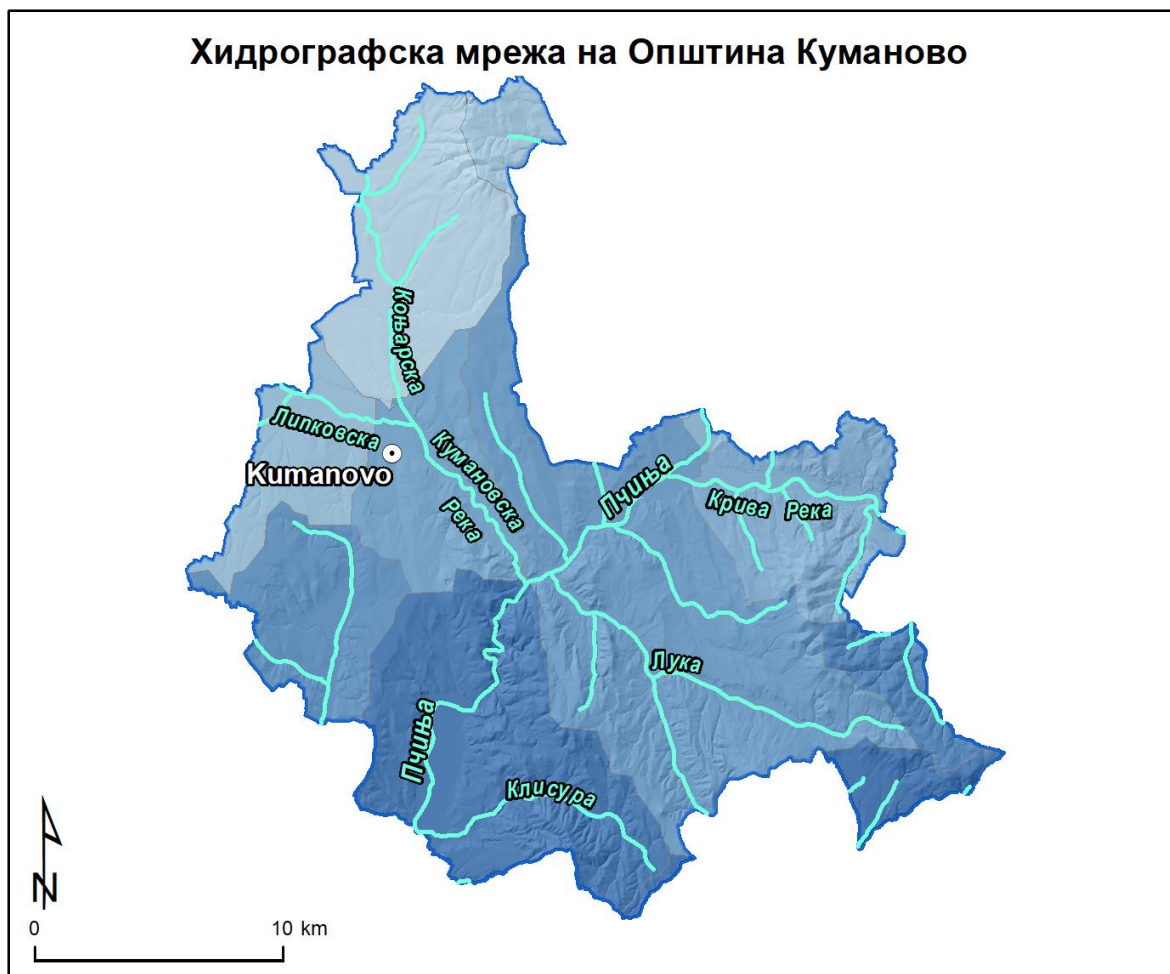 Хидрографска мрежа на Општина Куманово
Коњарска
Липковска
Kumanovo
Кумановска
Река
Пчиња
Крива Река
Лука
Пчиња
Клисура
N
0 10 km